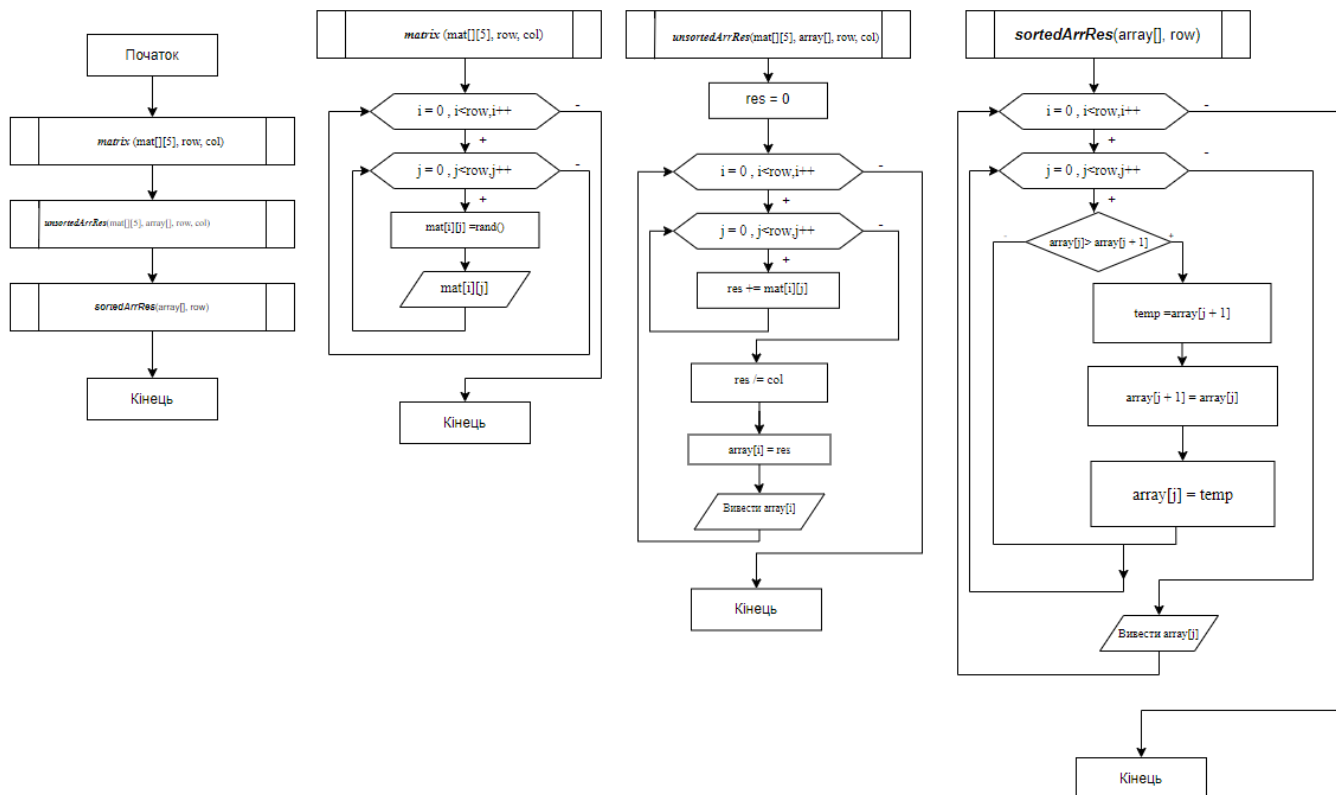 Початок
matrix (mat[][5], row, col)
unsortedArrRes(mat[][5], array[], row, col)
sortedArrRes(array[], row)
Кінець
matrix (mat[][5], row, col)
i = 0 , i<row,i++
-
+
j = 0 , j<row,j++
-
+
mat[i][j] =rand()
mat[i][j]
Кінець
unsortedArrRes(mat[][5], array[], row, col)
res = 0
i = 0 , i<row,i++
-
+
j = 0 , j<row,j++
-
+
res += mat[i][j]
res /= col
array[i] = res
Вивести array[i]
Кінець
sortedArrRes(array[], row)
i = 0 , i<row,i++
-
+
j = 0 , j<row,j++
-
+
array[j]> array[j + 1]
-
+
temp =array[j + 1]
array[j + 1] = array[j]
array[j] = temp
Вивести array[j]
Кінець